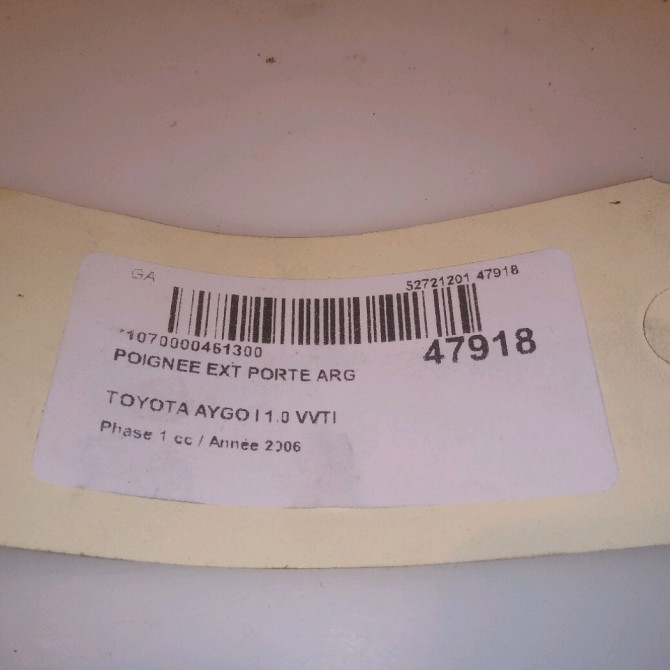 GA
52721201 47918
*1070000461300
47918
POIGNEE EXT PORTE ARG
TOYOTA AYGO I 1.0 VVTI
Phase 1 cc / Année 2006